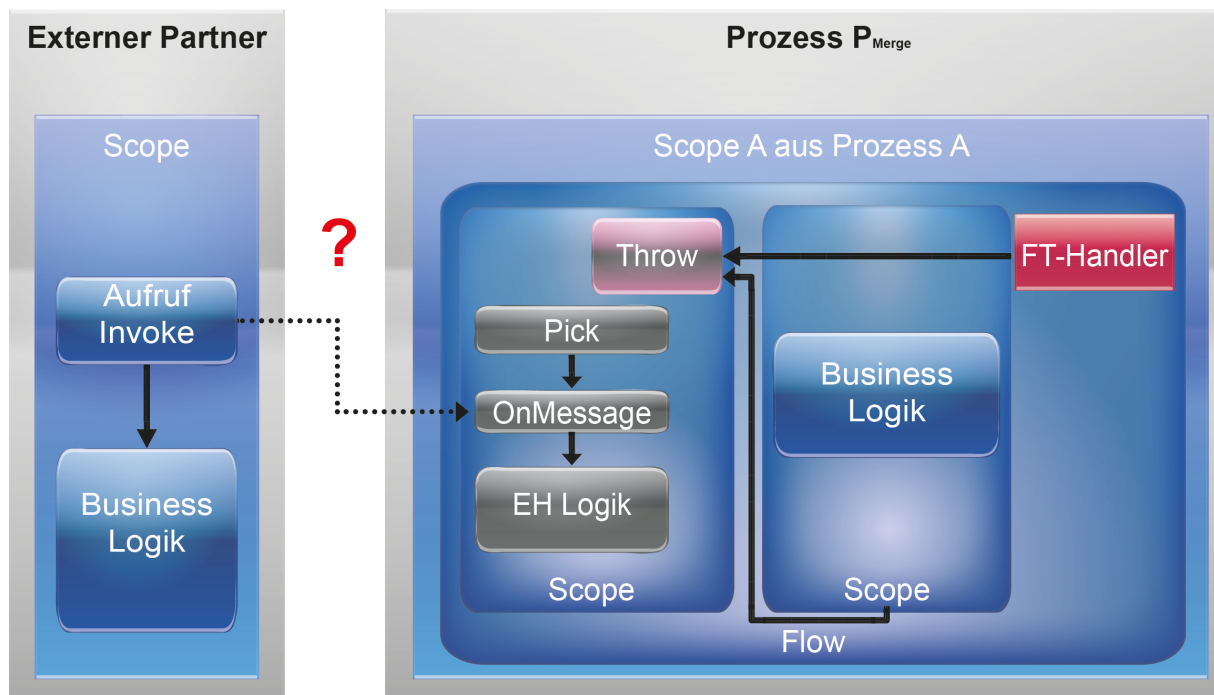 Externer Partner
Scope
Aufruf
Invoke
Business
Logik
?
Prozess PMerge
Scope A aus Prozess A
Throw
FT-Handler
Pick
OnMessage
EH Logik
Scope
Business
Logik
Scope
Flow